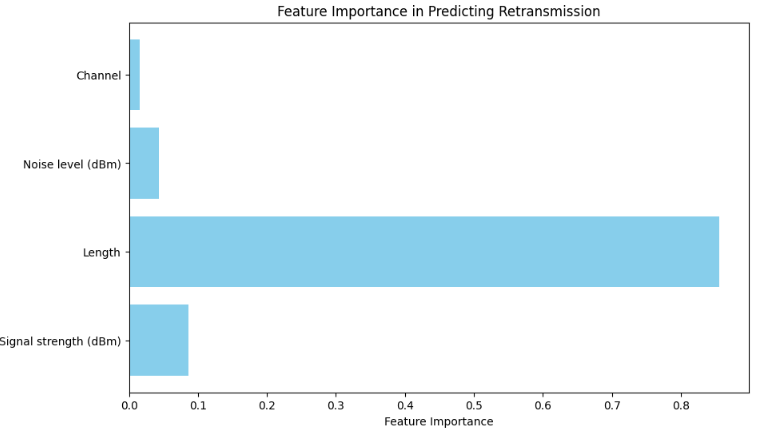 Feature Importance in Predicting Retransmission
Channel
Noise level (dBm)
Length
Signal strength (dBm)
0.0 0.1 0.2 0.3 0.4 0.5 0.6 0.7 0.8
Feature Importance